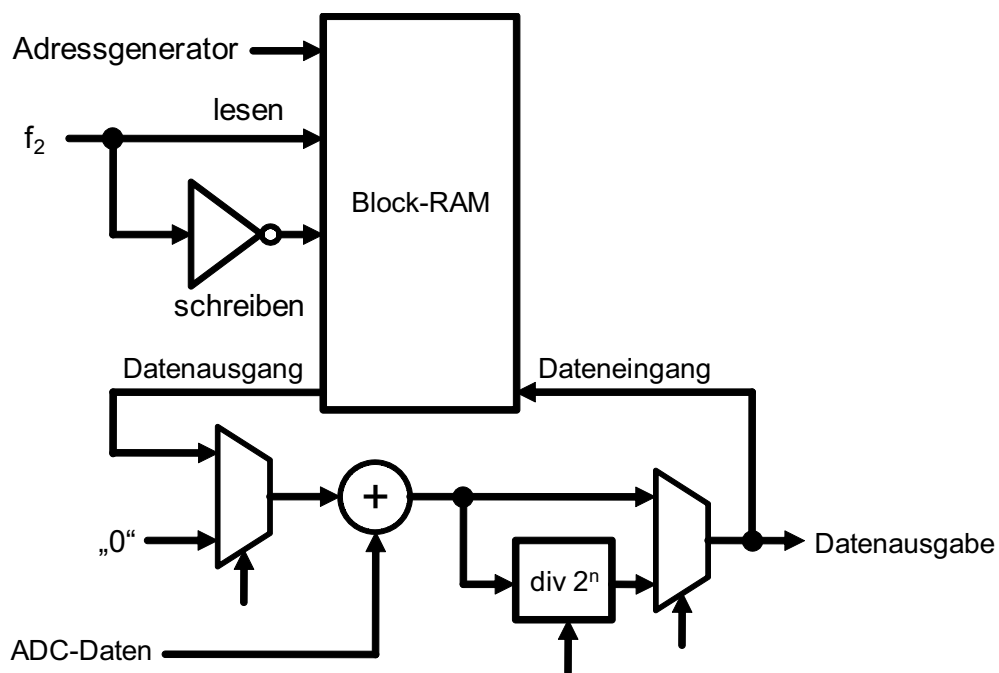 Adressgenerator
lesen
f₂
Block-RAM
schreiben
Datenausgang
Dateneingang
+
„0“
Datenausgabe
div 2ⁿ
ADC-Daten